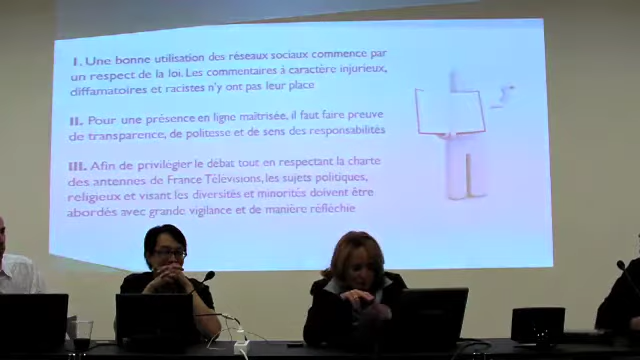 I. Une bonne utilisation des réseaux sociaux commence par
un respect de la loi. Les commentaires à caractère injurieux,
diffamatoires et racistes n'y ont pas leur place
II. Pour une présence en ligne maîtrisée, il faut faire preuve
de transparence, de politesse et de sens des responsabilités
III. Afin de privilégier le débat tout en respectant la charte
des antennes de France Télévisions, les sujets politiques,
religieux et visant les diversités et minorités doivent être
abordés avec grande vigilance et de manière réfléchie